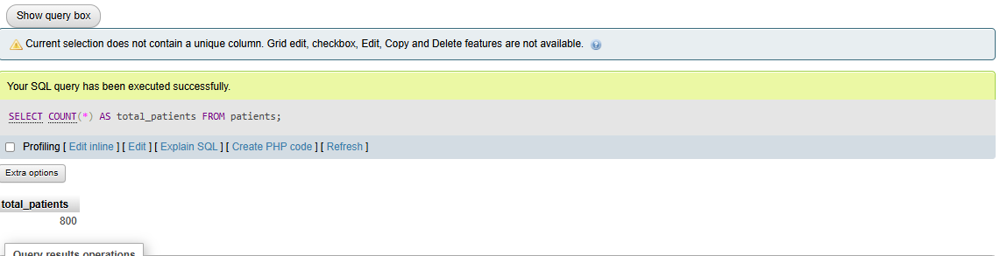 Show query box
Current selection does not contain a unique column. Grid edit, checkbox, Edit, Copy and Delete features are not available.
Your SQL query has been executed successfully.
SELECT COUNT(*) AS total_patients FROM patients;
Profiling [ Edit inline ] [ Edit ] [ Explain SQL ] [ Create PHP code ] [ Refresh ]
Extra options
total_patients
800
Query results operations